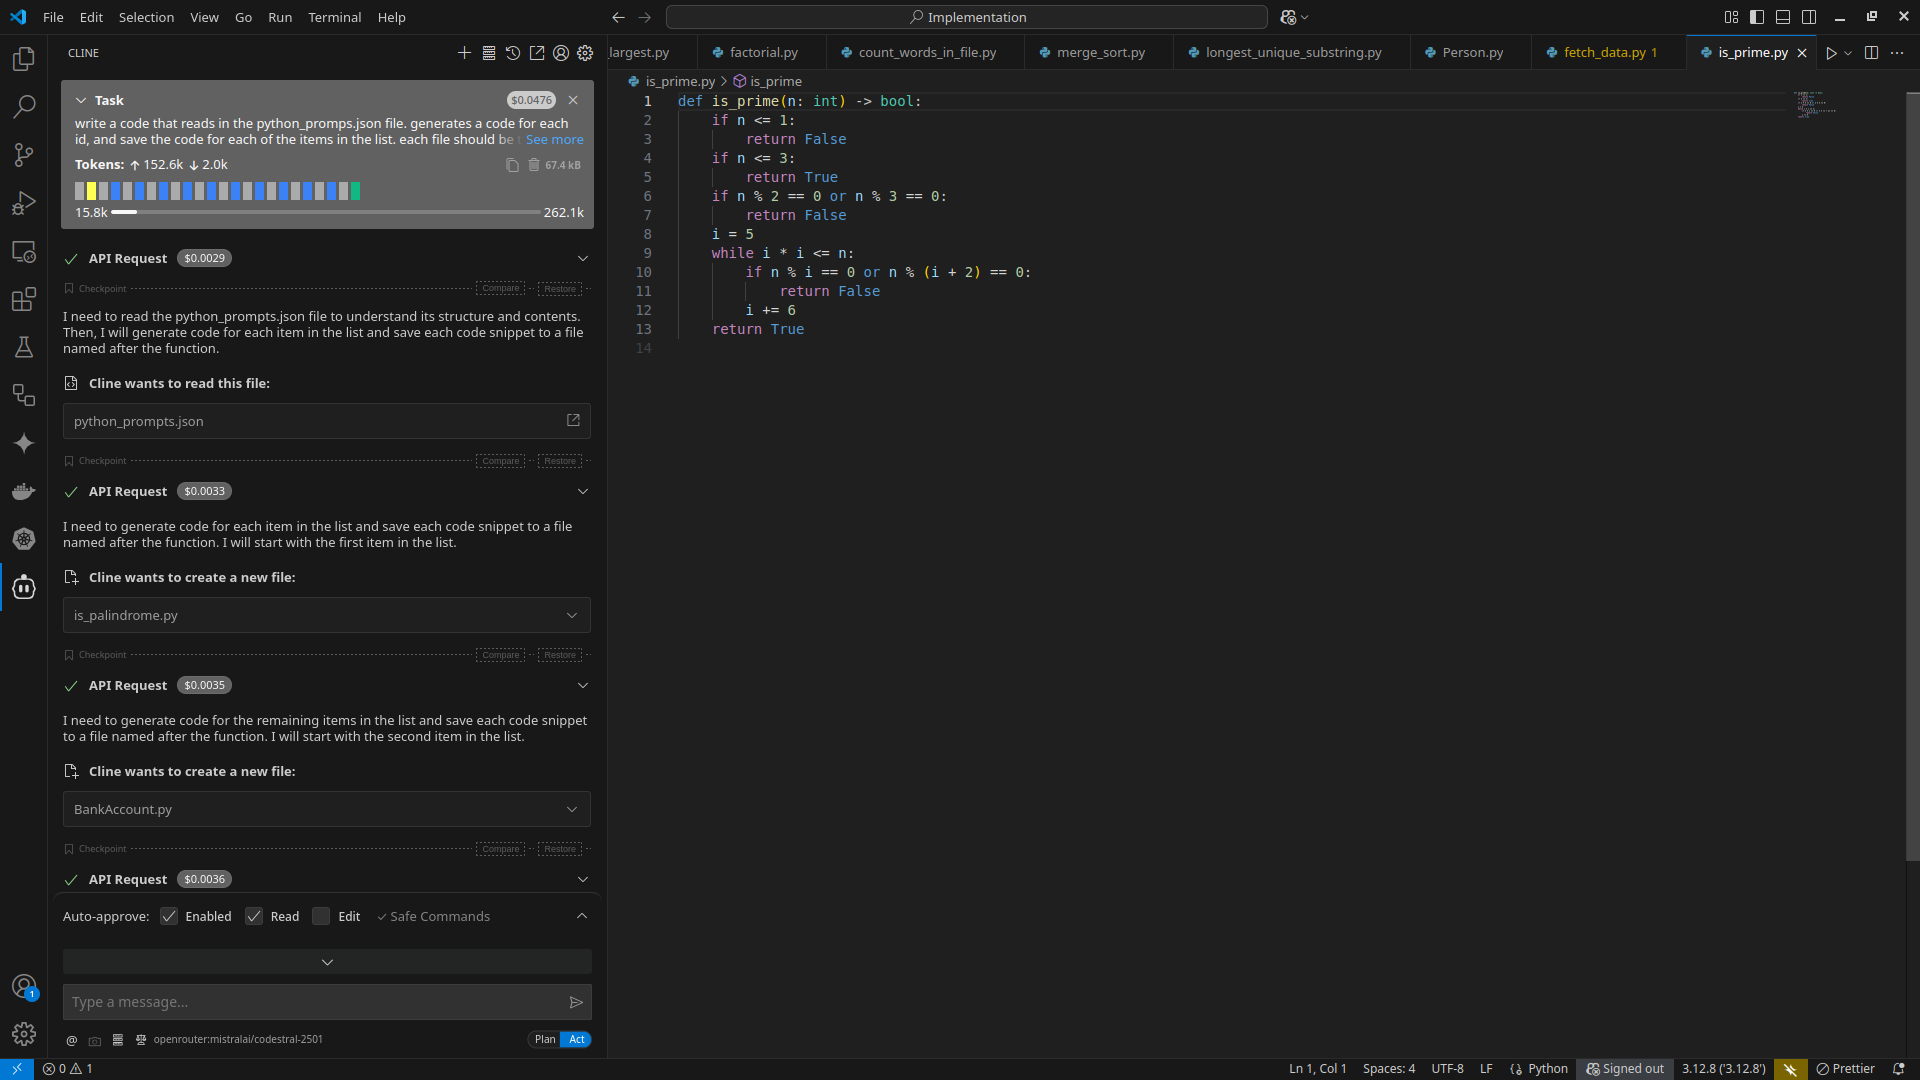 File Edit Selection View Go Run Terminal Help
Implementation
CLINE
Task $0.0476
write a code that reads in the python_promps.json file. generates a code for each
id, and save the code for each of the items in the list. each file should be See more
Tokens: ↑ 152.6k ↓ 2.0k 67.4 kB
15.8k 262.1k
API Request $0.0029
Checkpoint Compare Restore
I need to read the python_prompts.json file to understand its structure and contents.
Then, I will generate code for each item in the list and save each code snippet to a file
named after the function.
Cline wants to read this file:
python_prompts.json
Checkpoint Compare Restore
API Request $0.0033
I need to generate code for each item in the list and save each code snippet to a file
named after the function. I will start with the first item in the list.
Cline wants to create a new file:
is_palindrome.py
Checkpoint Compare Restore
API Request $0.0035
I need to generate code for the remaining items in the list and save each code snippet
to a file named after the function. I will start with the second item in the list.
Cline wants to create a new file:
BankAccount.py
Checkpoint Compare Restore
API Request $0.0036
Auto-approve: Enabled Read Edit Safe Commands
Type a message...
@ openrouter:mistralai/codestral-2501 Plan Act
1
largest.py factorial.py count_words_in_file.py merge_sort.py longest_unique_substring.py Person.py fetch_data.py 1 is_prime.py
is_prime.py > is_prime
1 def is_prime(n: int) -> bool:
2 if n <= 1:
3 return False
4 if n <= 3:
5 return True
6 if n % 2 == 0 or n % 3 == 0:
7 return False
8 i = 5
9 while i * i <= n:
10 if n % i == 0 or n % (i + 2) == 0:
11 return False
12 i += 6
13 return True
14
0 1 Ln 1, Col 1 Spaces: 4 UTF-8 LF Python Signed out 3.12.8 ('3.12.8') Prettier